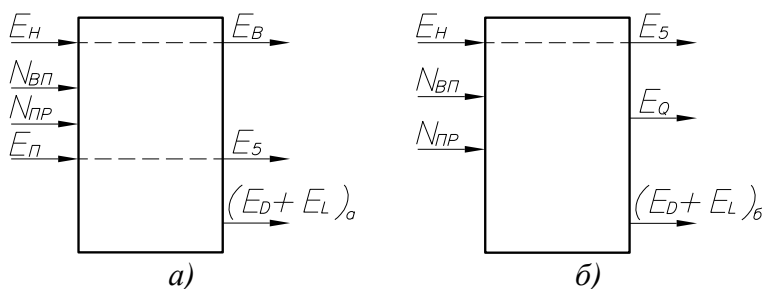 E_Н E_В
N_ВП
N_ПР
E_П E_5
(E_D + E_L)_а
а)
E_Н E_5
N_ВП
E_Q
N_ПР
(E_D + E_L)_б
б)